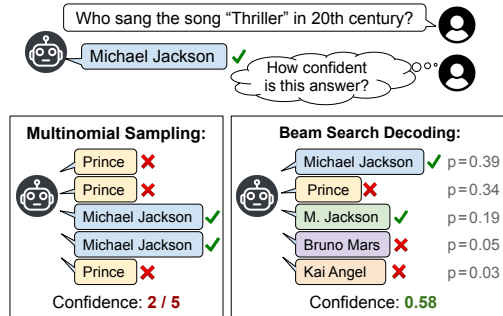 Who sang the song “Thriller” in 20th century?
Michael Jackson
How confident
is this answer?
Multinomial Sampling:
Prince
Prince
Michael Jackson
Michael Jackson
Prince
Confidence: 2 / 5
Beam Search Decoding:
Michael Jackson p=0.39
Prince p=0.34
M. Jackson p=0.19
Bruno Mars p=0.05
Kai Angel p=0.03
Confidence: 0.58